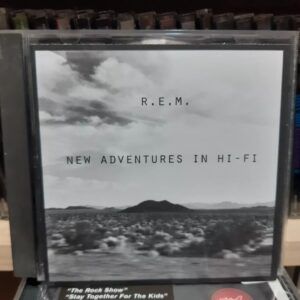 R.E.M.
NEW ADVENTURES IN HI-FI
"The Rock Show"
"Stay Together For The Kids"